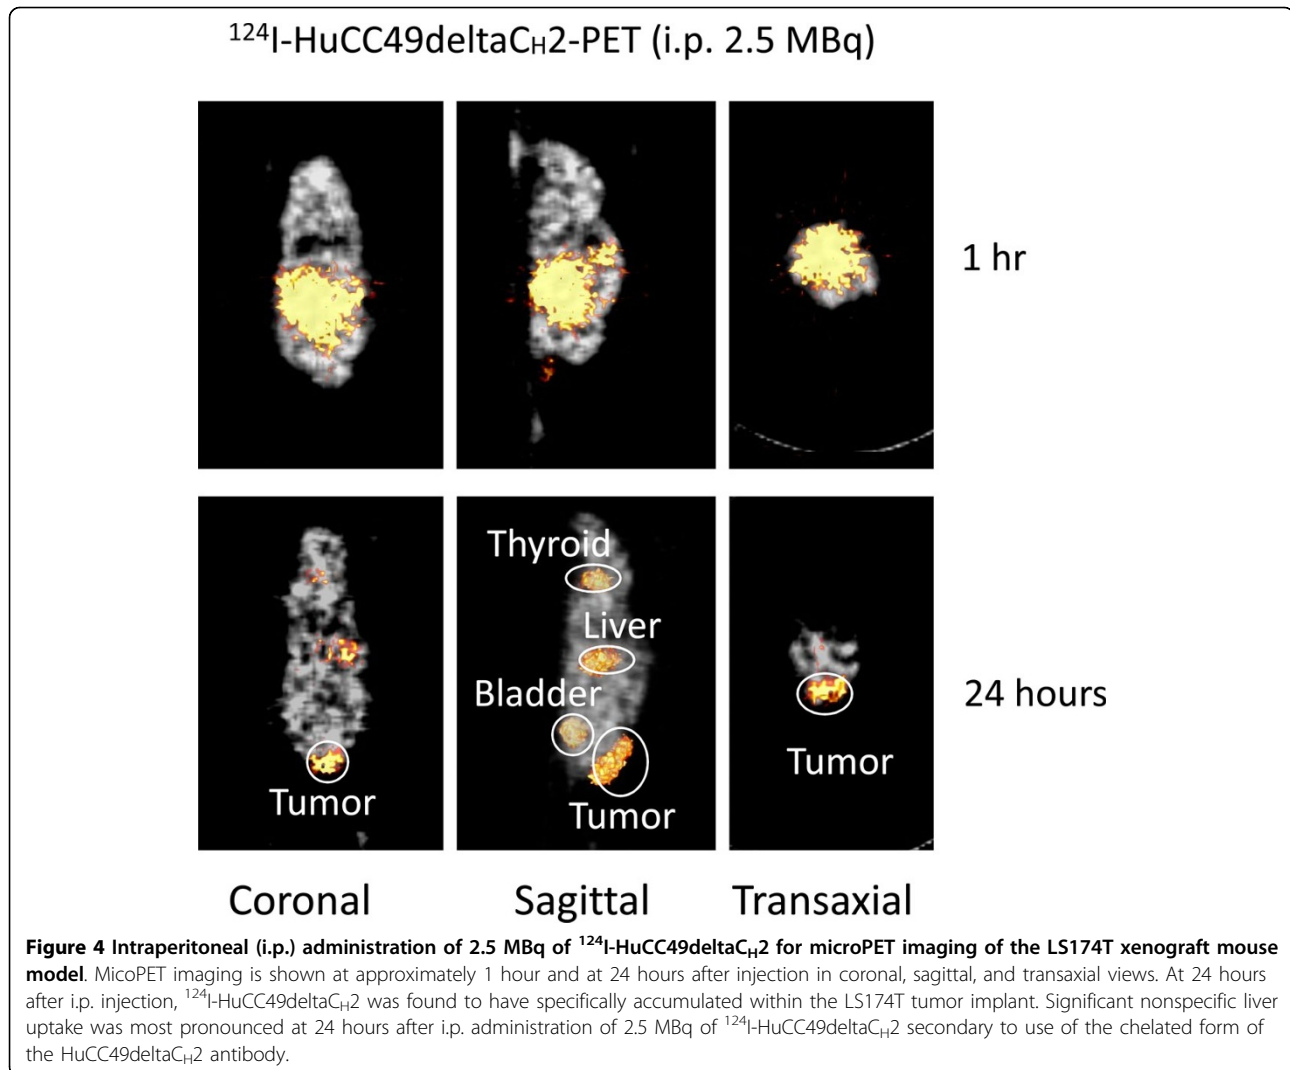 ¹²⁴I-HuCC49deltaCH2-PET (i.p. 2.5 MBq)
1 hr
Thyroid
Liver
Bladder
Tumor
Tumor
Tumor
24 hours
Coronal
Sagittal
Transaxial
Figure 4 Intraperitoneal (i.p.) administration of 2.5 MBq of ¹²⁴I-HuCC49deltaCH2 for microPET imaging of the LS174T xenograft mouse
model. MicoPET imaging is shown at approximately 1 hour and at 24 hours after injection in coronal, sagittal, and transaxial views. At 24 hours
after i.p. injection, ¹²⁴I-HuCC49deltaCH2 was found to have specifically accumulated within the LS174T tumor implant. Significant nonspecific liver
uptake was most pronounced at 24 hours after i.p. administration of 2.5 MBq of ¹²⁴I-HuCC49deltaCH2 secondary to use of the chelated form of
the HuCC49deltaCH2 antibody.